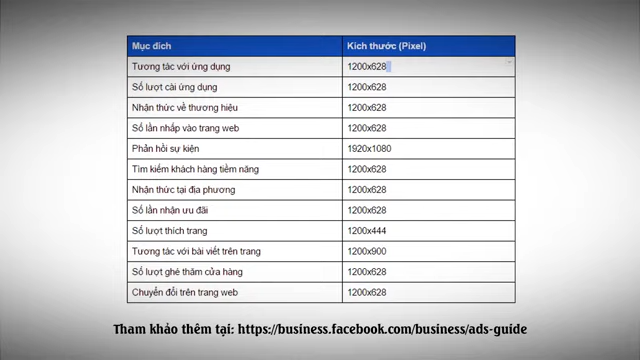 Mục đích Kích thước (Pixel)
Tương tác với ứng dụng 1200x628
Số lượt cài ứng dụng 1200x628
Nhận thức về thương hiệu 1200x628
Số lần nhấp vào trang web 1200x628
Phản hồi sự kiện 1920x1080
Tìm kiếm khách hàng tiềm năng 1200x628
Nhận thức tại địa phương 1200x628
Số lần nhận ưu đãi 1200x628
Số lượt thích trang 1200x444
Tương tác với bài viết trên trang 1200x900
Số lượt ghé thăm cửa hàng 1200x628
Chuyển đổi trên trang web 1200x628
Tham khảo thêm tại: https://business.facebook.com/business/ads-guide